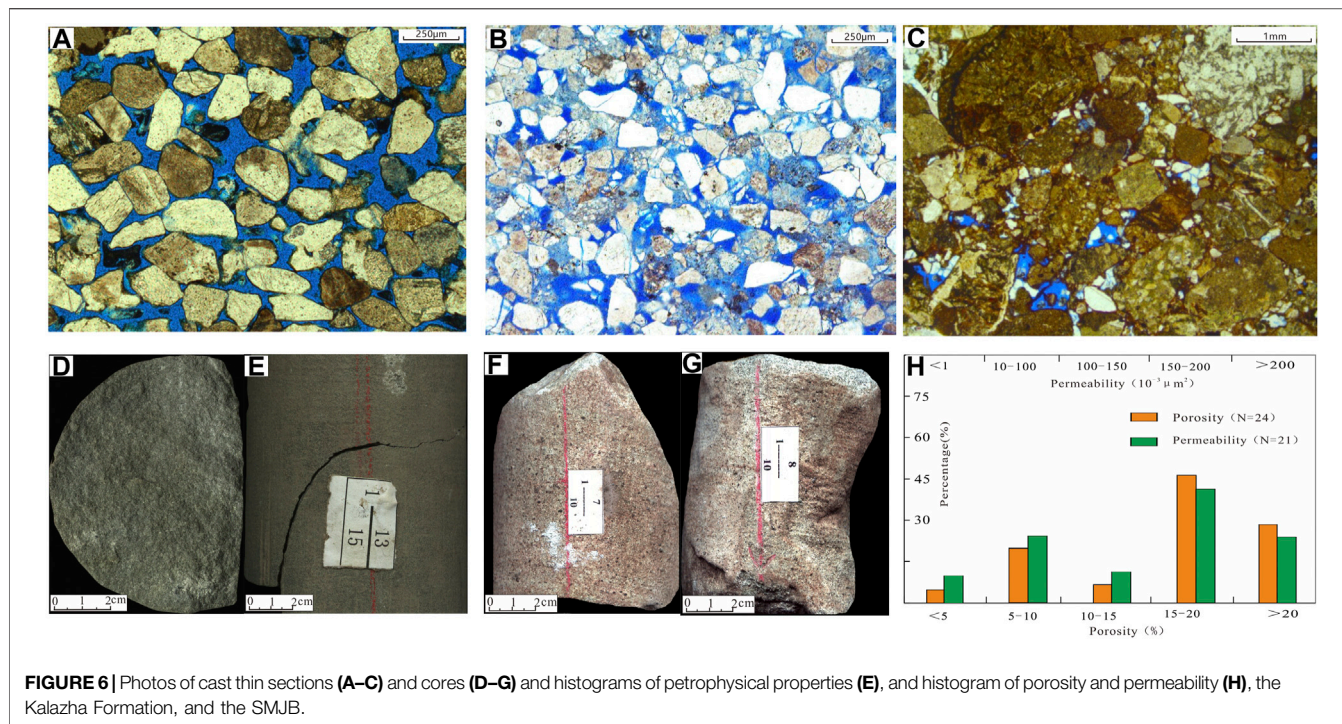 A
250μm
B
250μm
C
1mm
D
0 1 2cm
E
1
13
15
0 1 2cm
F
7
1
10
0 1 2cm
G
8
1
10
0 1 2cm
H
<1 10-100 100-150 150-200 >200
Permeability (10⁻³μm²)
75
60
45
30
Percentage(%)
Porosity (N=24)
Permeability (N=21)
<5 5-10 10-15 15-20 >20
Porosity (%)
FIGURE 6 | Photos of cast thin sections (A–C) and cores (D–G) and histograms of petrophysical properties (E), and histogram of porosity and permeability (H), the
Kalazha Formation, and the SMJB.